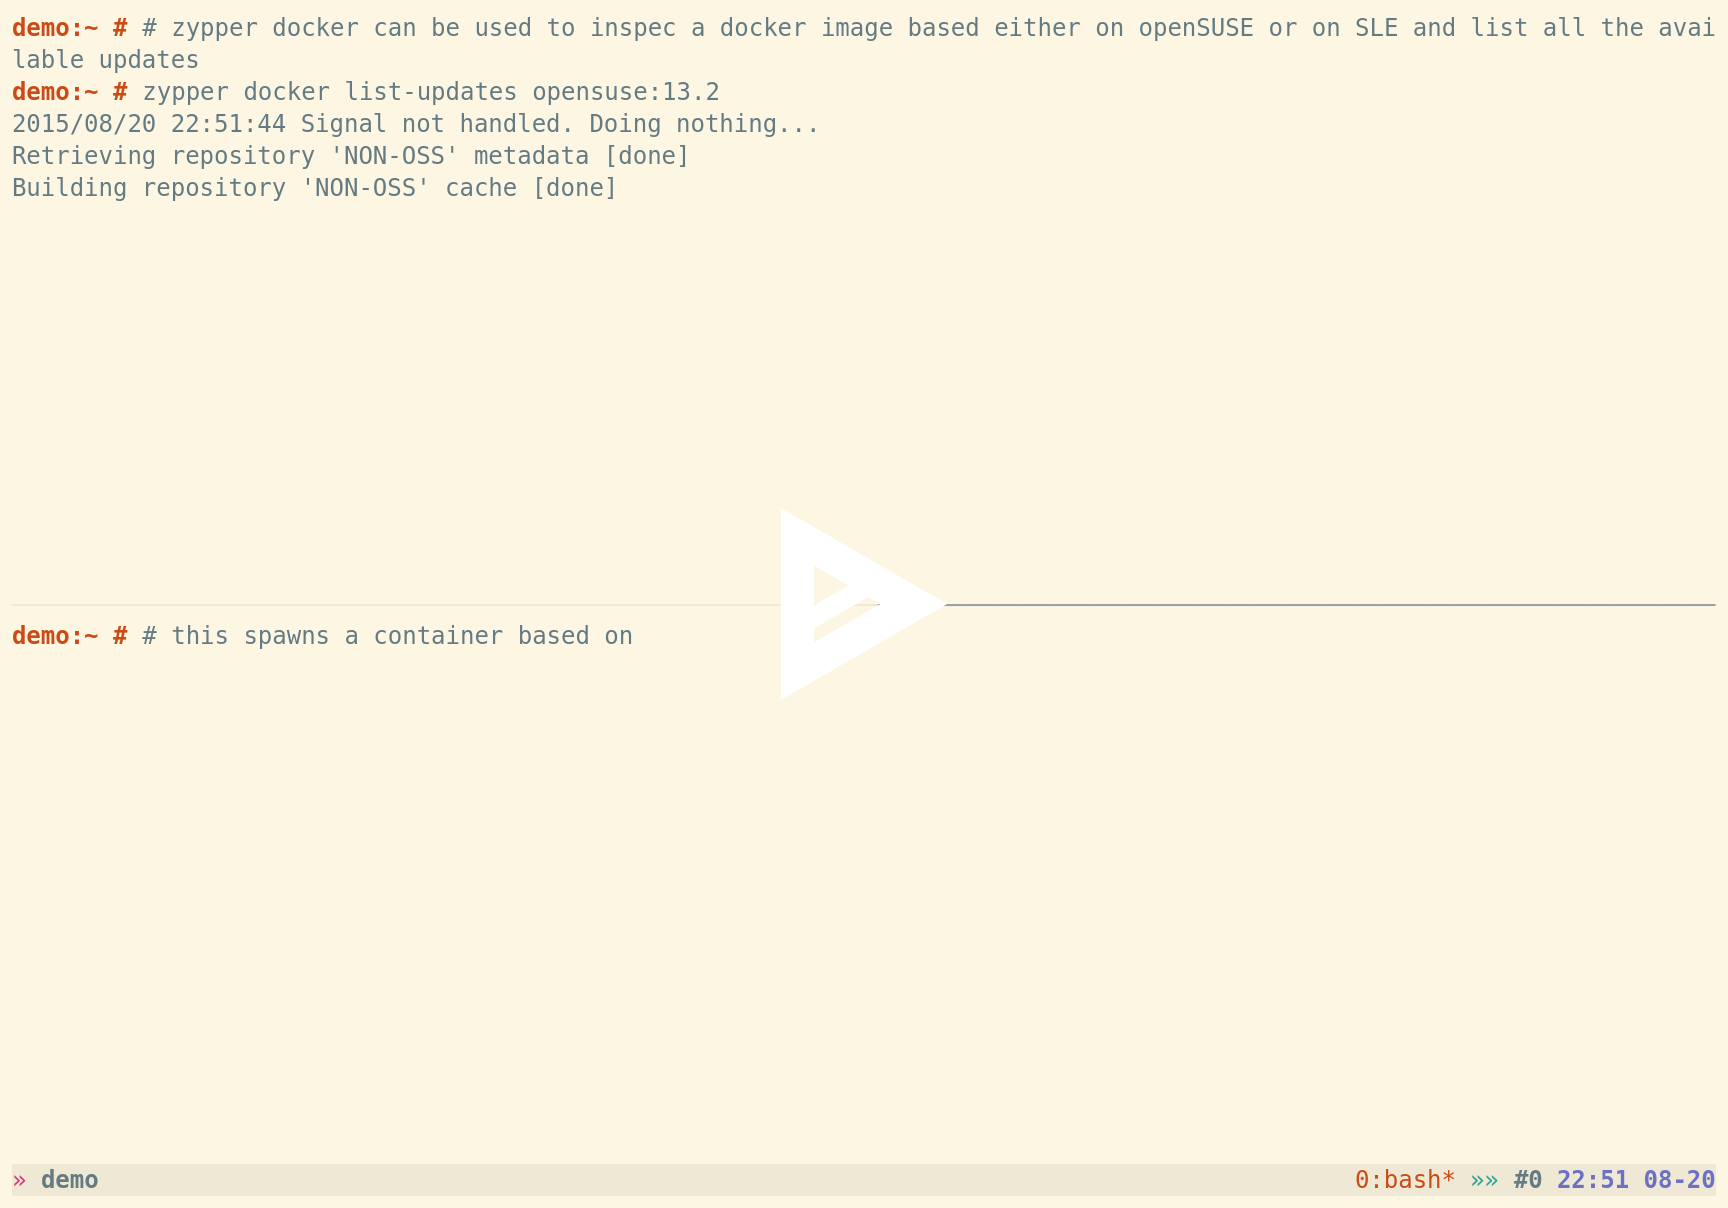 demo:~ # # zypper docker can be used to inspec a docker image based either on openSUSE or on SLE and list all the avai
lable updates
demo:~ # zypper docker list-updates opensuse:13.2
2015/08/20 22:51:44 Signal not handled. Doing nothing...
Retrieving repository 'NON-OSS' metadata [done]
Building repository 'NON-OSS' cache [done]
demo:~ # # this spawns a container based on
» demo 0:bash* »» #0 22:51 08-20